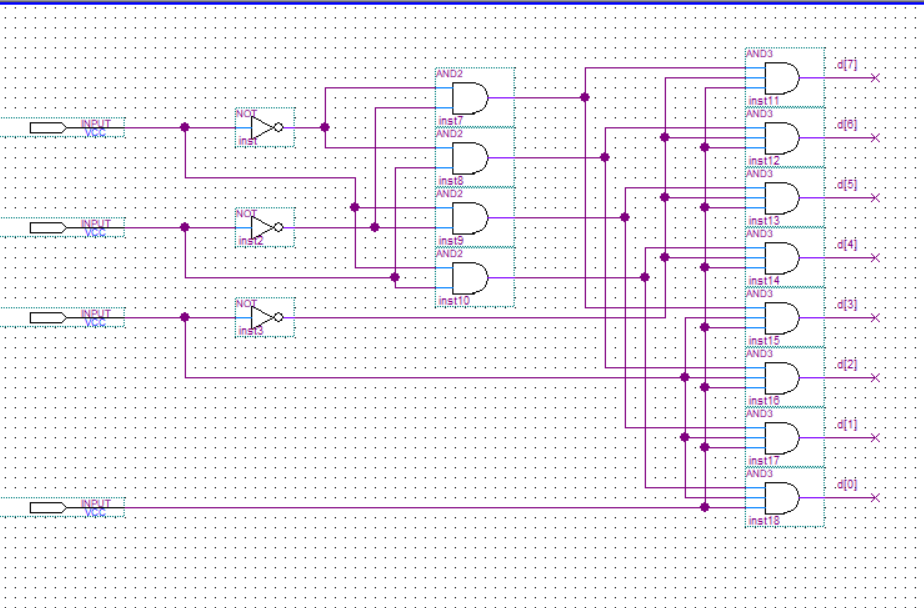 AND3
.d[7]
inst11
AND2
inst7
INPUT
VCC
NOT
inst
AND3
.d[6]
inst12
AND2
inst8
AND3
.d[5]
inst13
AND2
inst9
INPUT
VCC
NOT
inst2
AND3
.d[4]
inst14
AND2
inst10
INPUT
VCC
NOT
inst3
AND3
.d[3]
inst15
AND3
.d[2]
inst16
AND3
.d[1]
inst17
AND3
.d[0]
inst18
INPUT
VCC